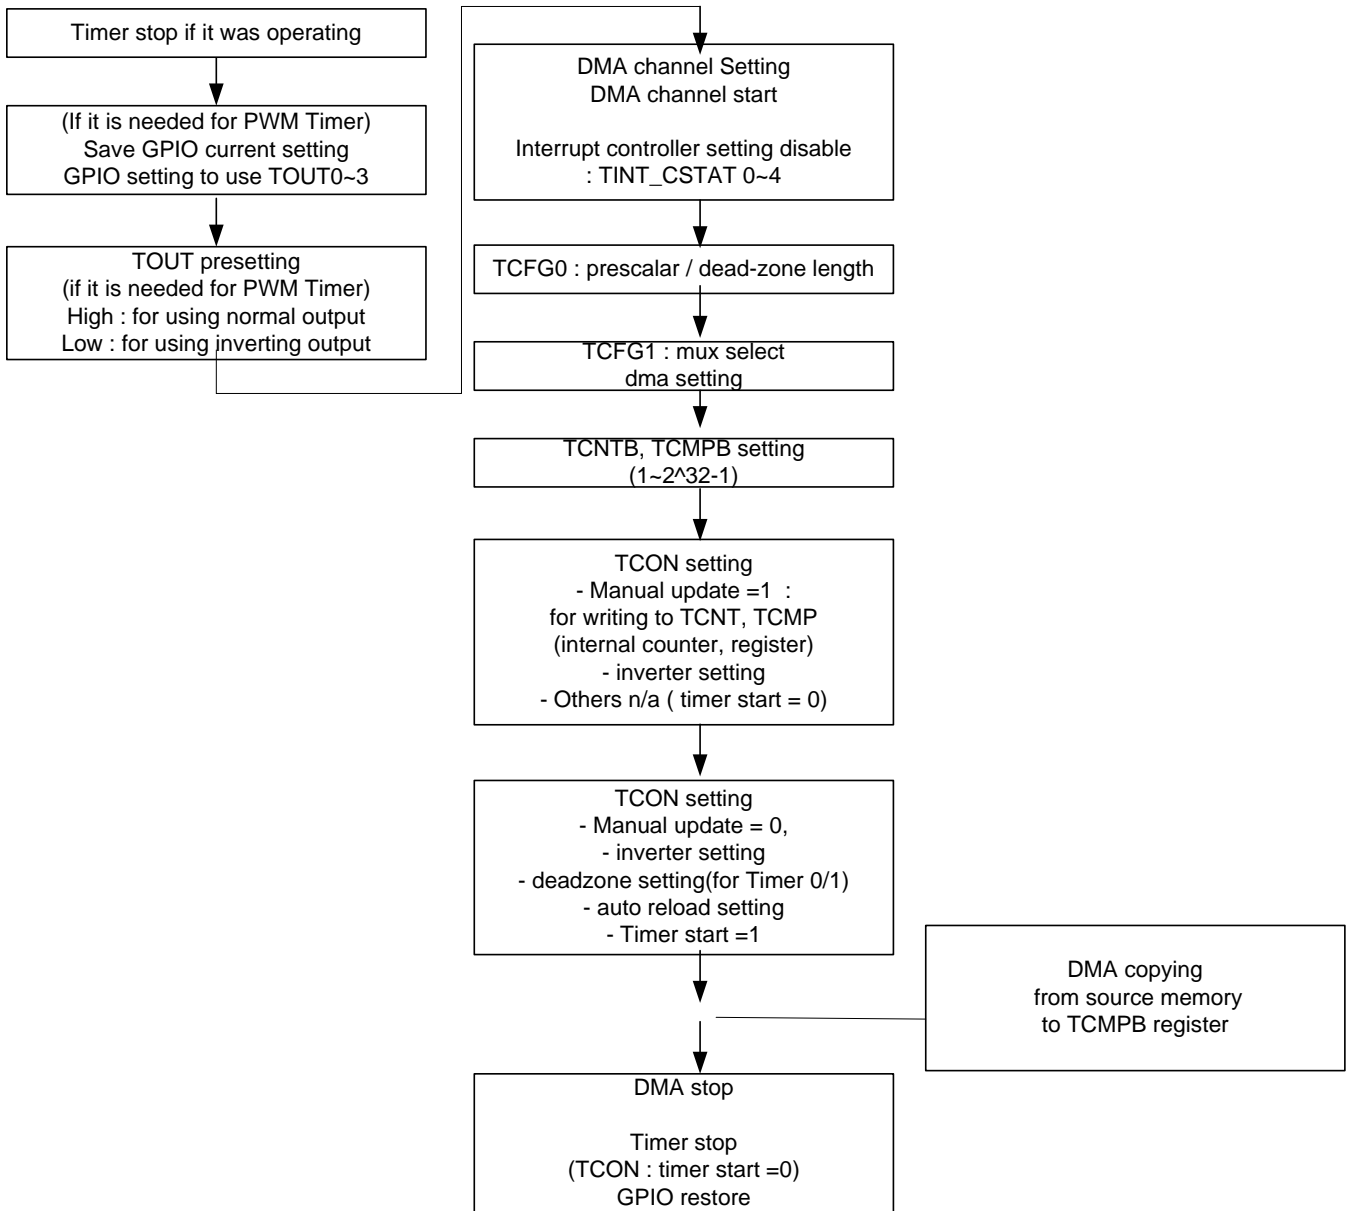 Timer stop if it was operating
(If it is needed for PWM Timer)
Save GPIO current setting
GPIO setting to use TOUT0~3
TOUT presetting
(if it is needed for PWM Timer)
High : for using normal output
Low : for using inverting output
DMA channel Setting
DMA channel start
Interrupt controller setting disable
: TINT_CSTAT 0~4
TCFG0 : prescalar / dead-zone length
TCFG1 : mux select
dma setting
TCNTB, TCMPB setting
(1~2^32-1)
TCON setting
- Manual update =1 :
for writing to TCNT, TCMP
(internal counter, register)
- inverter setting
- Others n/a ( timer start = 0)
TCON setting
- Manual update = 0,
- inverter setting
- deadzone setting(for Timer 0/1)
- auto reload setting
- Timer start =1
DMA copying
from source memory
to TCMPB register
DMA stop
Timer stop
(TCON : timer start =0)
GPIO restore